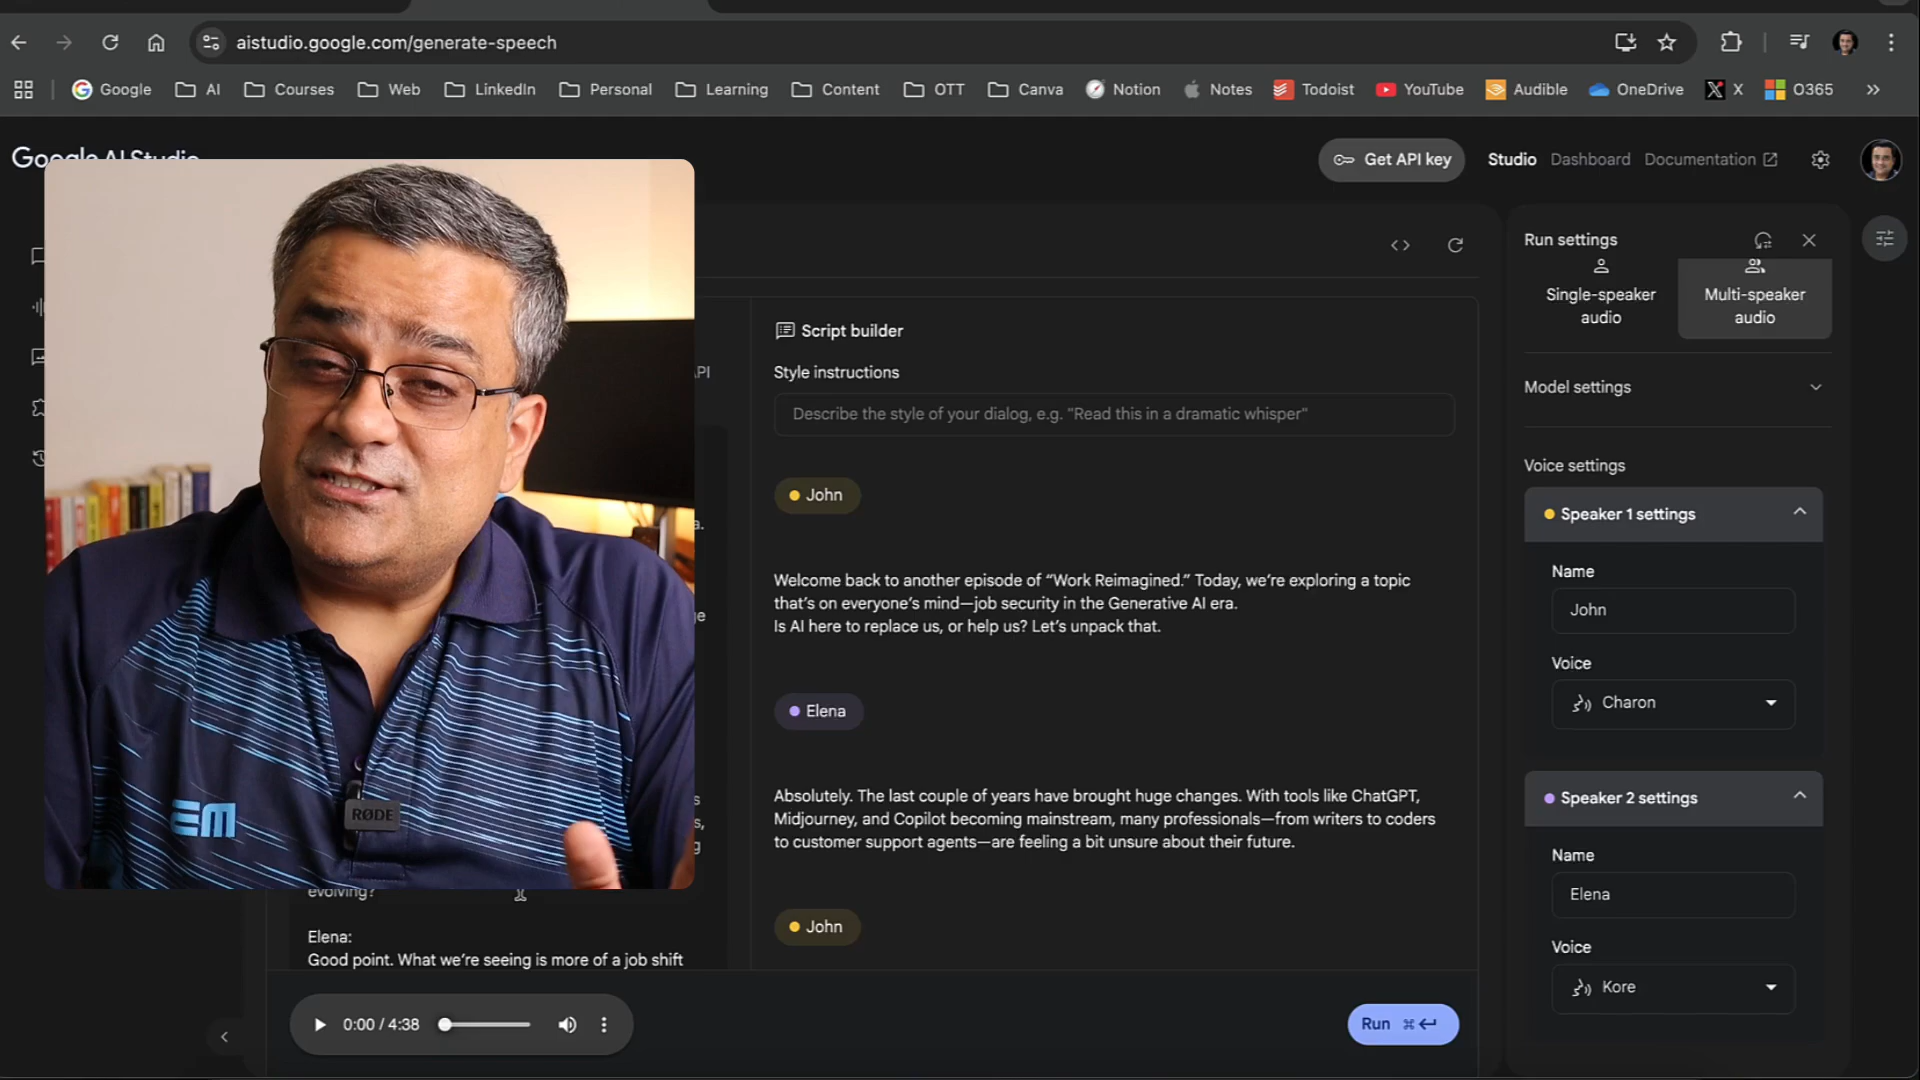 aistudio.google.com/generate-speech
Google AI Courses Web LinkedIn Personal Learning Content OTT Canva Notion Notes Todoist YouTube Audible OneDrive X O365
Google AI Studio
Get API key Studio Dashboard Documentation
Run settings
Single-speaker audio
Multi-speaker audio
Script builder
Style instructions
Describe the style of your dialog, e.g. "Read this in a dramatic whisper"
John
Welcome back to another episode of “Work Reimagined.” Today, we’re exploring a topic
that’s on everyone’s mind—job security in the Generative AI era.
Is AI here to replace us, or help us? Let’s unpack that.
Elena
Absolutely. The last couple of years have brought huge changes. With tools like ChatGPT,
Midjourney, and Copilot becoming mainstream, many professionals—from writers to coders
to customer support agents—are feeling a bit unsure about their future.
John
Model settings
Voice settings
Speaker 1 settings
Name
John
Voice
Charon
Speaker 2 settings
Name
Elena
Voice
Kore
EM
RØDE
evolving?
Elena:
Good point. What we’re seeing is more of a job shift
0:00 / 4:38
Run ⌘ ↵